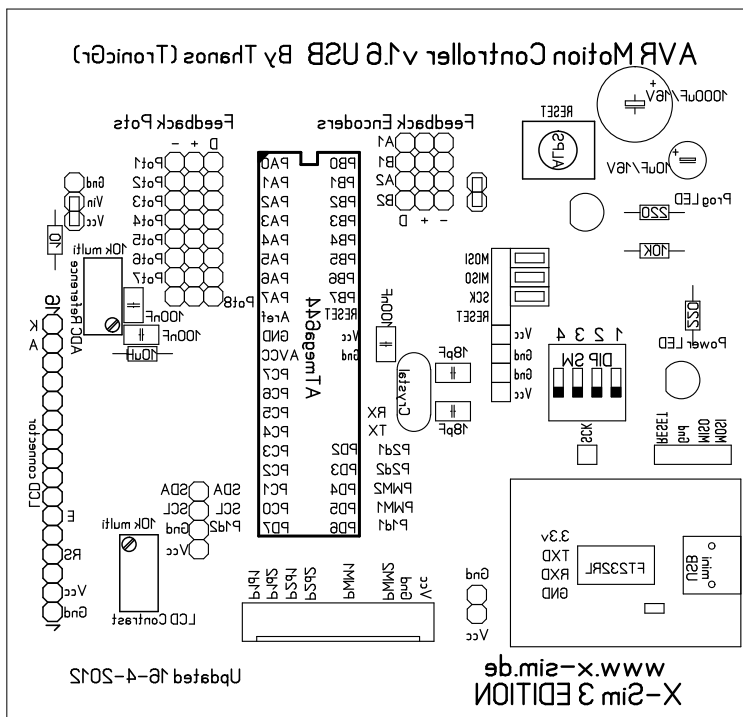 AVR Motion Controller v1.6 USB By Thanos (TronicGr)
1000uF/16V
+
RESET
ALPS
10uF/16V
+
Prog LED
220
10K
220
Power LED
Feedback Encoders
A1
B1
A2
B2
D + -
Feedback Pots
- + D
Pot1
Pot2
Pot3
Pot4
Pot5
Pot6
Pot7
Pot8
Gnd
Vin
Vcc
10
10k multi
ADC Reference
100nF
100nF
10uH
ATmega64
PA0
PA1
PA2
PA3
PA4
PA5
PA6
PA7
Aref
GND
AVCC
PC7
PC6
PC5
PC4
PC3
PC2
PC1
PC0
PD7
PB0
PB1
PB2
PB3
PB4
PB5
PB6
PB7
RESET
Vcc
Gnd
RX
TX
PD2
PD3
PD4
PD5
PD6
P2d1
P2d2
PWM2
PWM1
P1d1
100nF
Crystal
18pF
18pF
MOSI
MISO
SCK
RESET
Vcc
Gnd
Gnd
Vcc
1 2 3 4
DIP SW
SCK
RESET
Gnd
MISO
MOSI
16
K
A
LCD connector
E
RS
Vcc
Gnd
1
SDA
SCL
Gnd
Vcc
SDA
SCL
P1d2
10k multi
LCD Contrast
P1d1
P1d2
P2d1
P2d2
PWM1
PWM2
Gnd
Vcc
Gnd
Vcc
3.3v
TXD
RXD
GND
FT232RL
USB
mini
Updated 16-4-2012
www.x-sim.de
X-Sim 3 EDITION